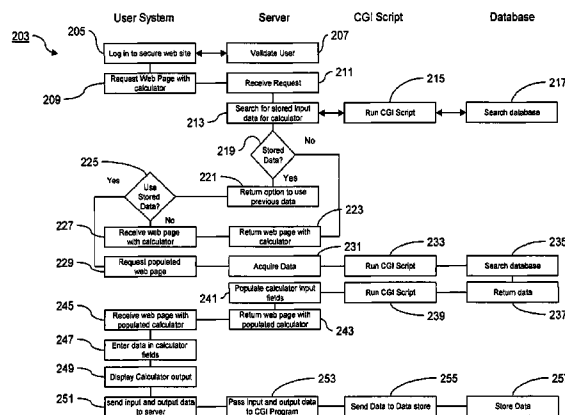 User System Server CGI Script Database
203
205 207
Log in to secure web site Validate User
Request Web Page with calculator Receive Request
209 211
Search for stored input data for calculator Run CGI Script Search database
213 215 217
219 Stored Data? No
Yes
225 221
Yes Use Stored Data? Return option to use previous data
No
227 Receive web page with calculator Return web page with calculator 223
229 Request populated web page Acquire Data Run CGI Script Search database
231 233 235
241 Populate calculator input fields Run CGI Script Return data
239 237
245 Receive web page with populated calculator Return web page with populated calculator 243
247 Enter data in calculator fields
249 Display Calculator output
253 255 257
251 send input and output data to server Pass Input and output data to CGI Program Send Data to Data store Store Data